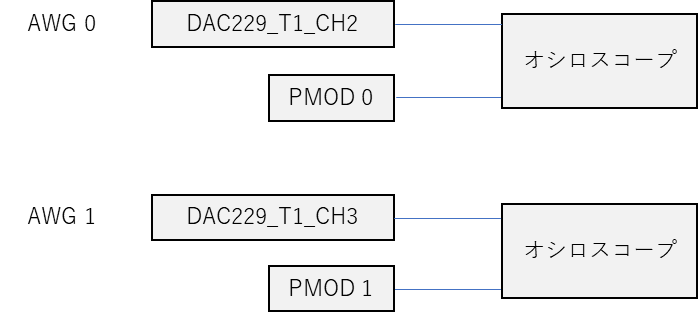 AWG 0
DAC229_T1_CH2
オシロスコープ
PMOD 0
AWG 1
DAC229_T1_CH3
オシロスコープ
PMOD 1